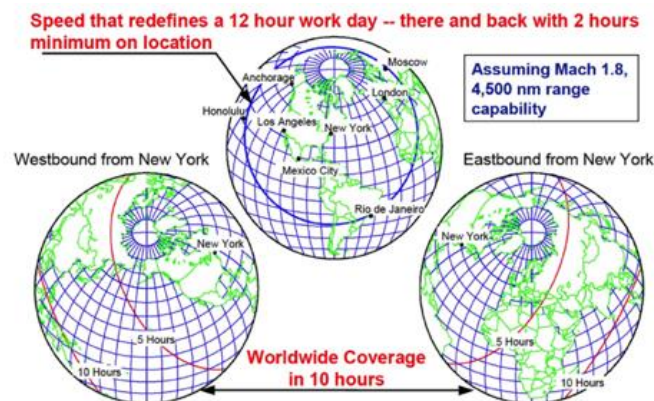 Speed that redefines a 12 hour work day -- there and back with 2 hours
minimum on location
Assuming Mach 1.8,
4,500 nm range
capability
Moscow
Anchorage
London
Honolulu
Los Angeles
New York
Mexico City
Rio de Janeiro
Westbound from New York
Eastbound from New York
New York
New York
5 Hours
10 Hours
5 Hours
10 Hours
Worldwide Coverage
in 10 hours